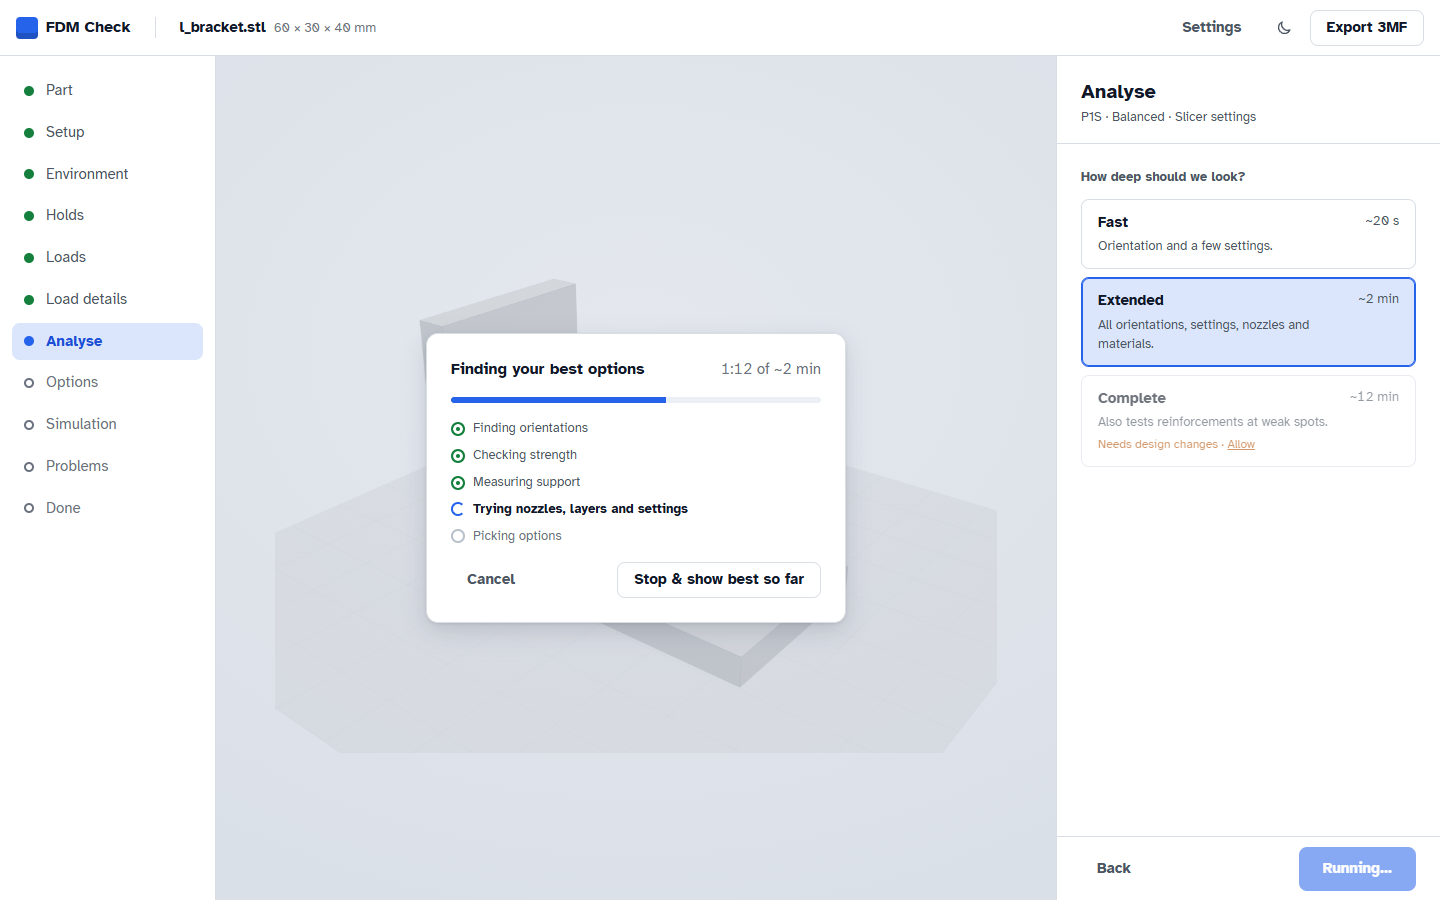 FDM Check
l_bracket.stl 60 × 30 × 40 mm
Settings
Export 3MF
Part
Setup
Environment
Holds
Loads
Load details
Analyse
Options
Simulation
Problems
Done
Finding your best options
1:12 of ~2 min
Finding orientations
Checking strength
Measuring support
Trying nozzles, layers and settings
Picking options
Cancel
Stop & show best so far
Analyse
P1S · Balanced · Slicer settings
How deep should we look?
Fast
~20 s
Orientation and a few settings.
Extended
~2 min
All orientations, settings, nozzles and
materials.
Complete
~12 min
Also tests reinforcements at weak spots.
Needs design changes · Allow
Back
Running...